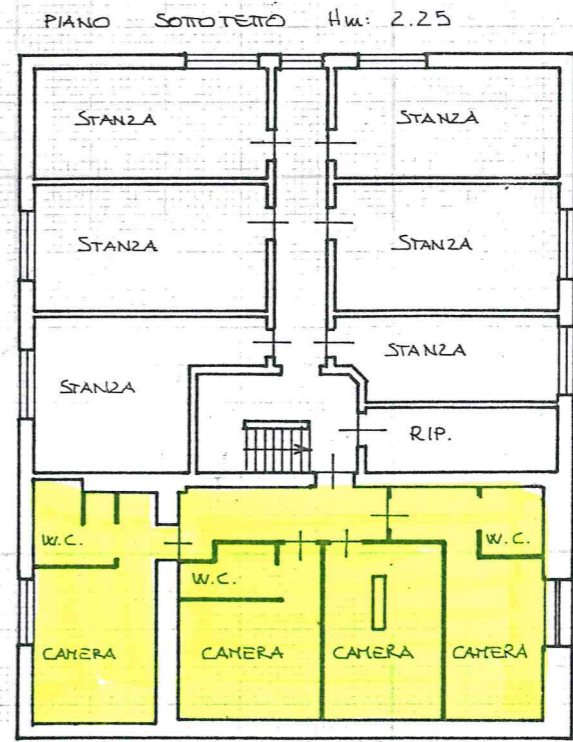 PIANO SOTTOTETTO Hm: 2.25
STANZA
STANZA
STANZA
STANZA
STANZA
STANZA
RIP.
W.C.
W.C.
W.C.
CAMERA
CAMERA
CAMERA
CAMERA